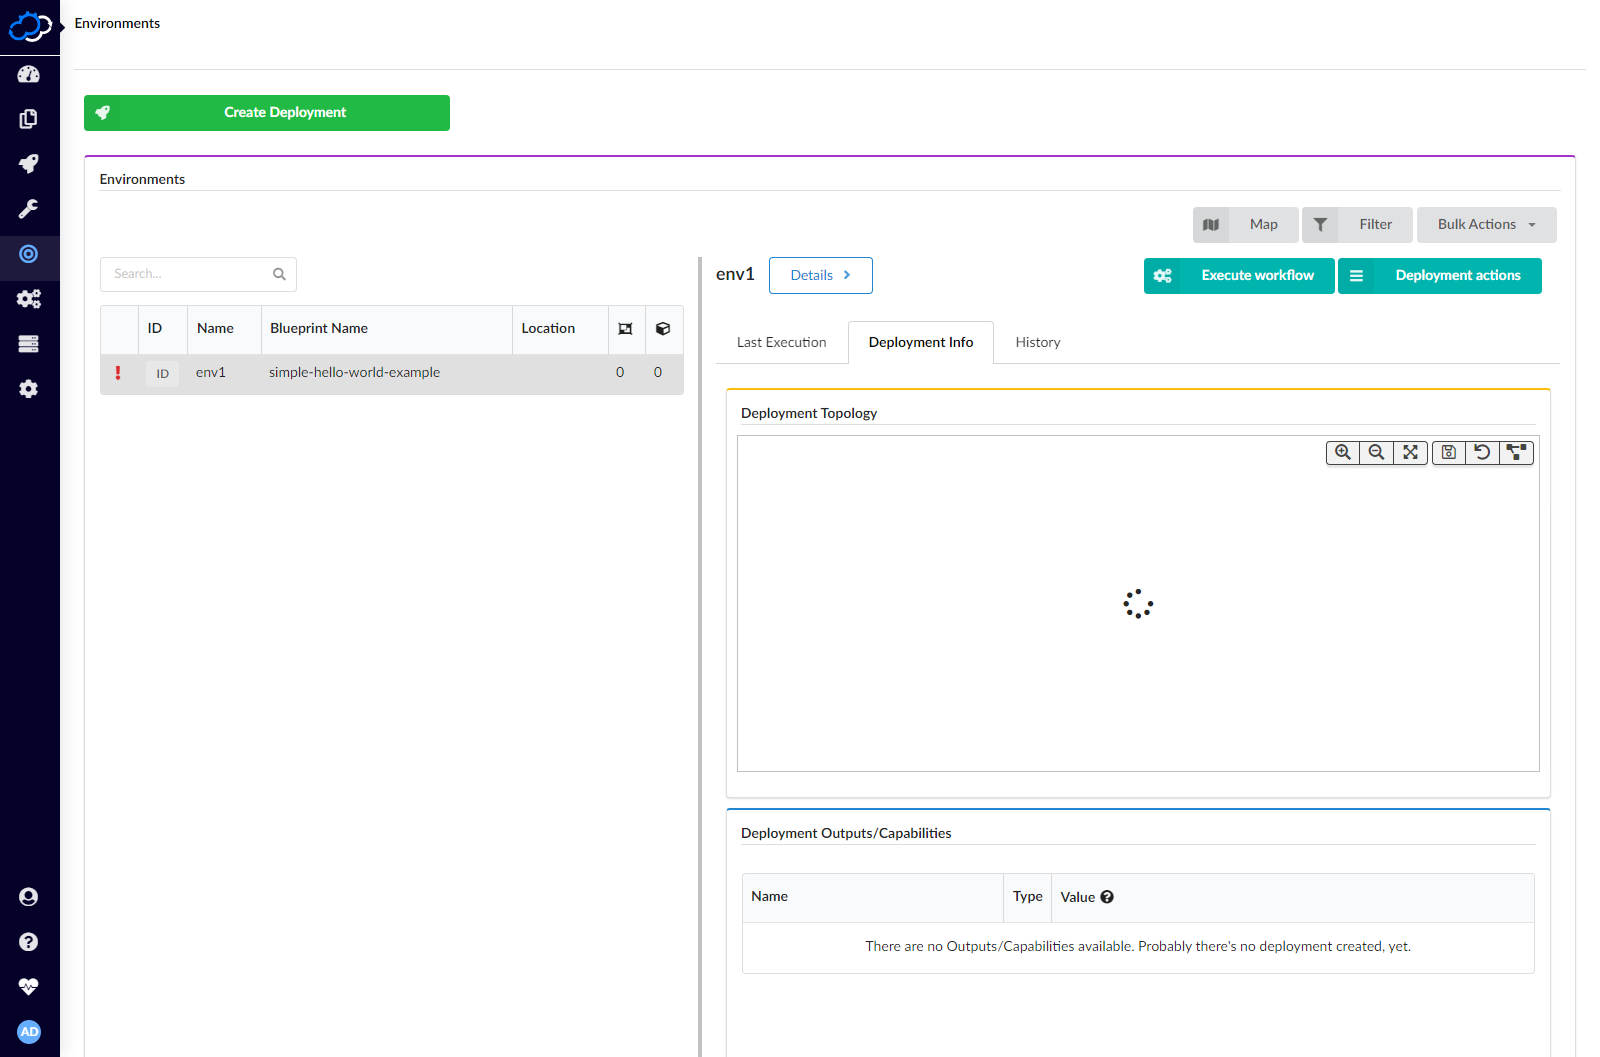 Environments
Create Deployment
Environments
Map
Filter
Bulk Actions
Search...
env1
Details
Execute workflow
Deployment actions
ID
Name
Blueprint Name
Location
Last Execution
Deployment Info
History
ID
env1
simple-hello-world-example
0
0
Deployment Topology
Deployment Outputs/Capabilities
Name
Type
Value
There are no Outputs/Capabilities available. Probably there's no deployment created, yet.
AD